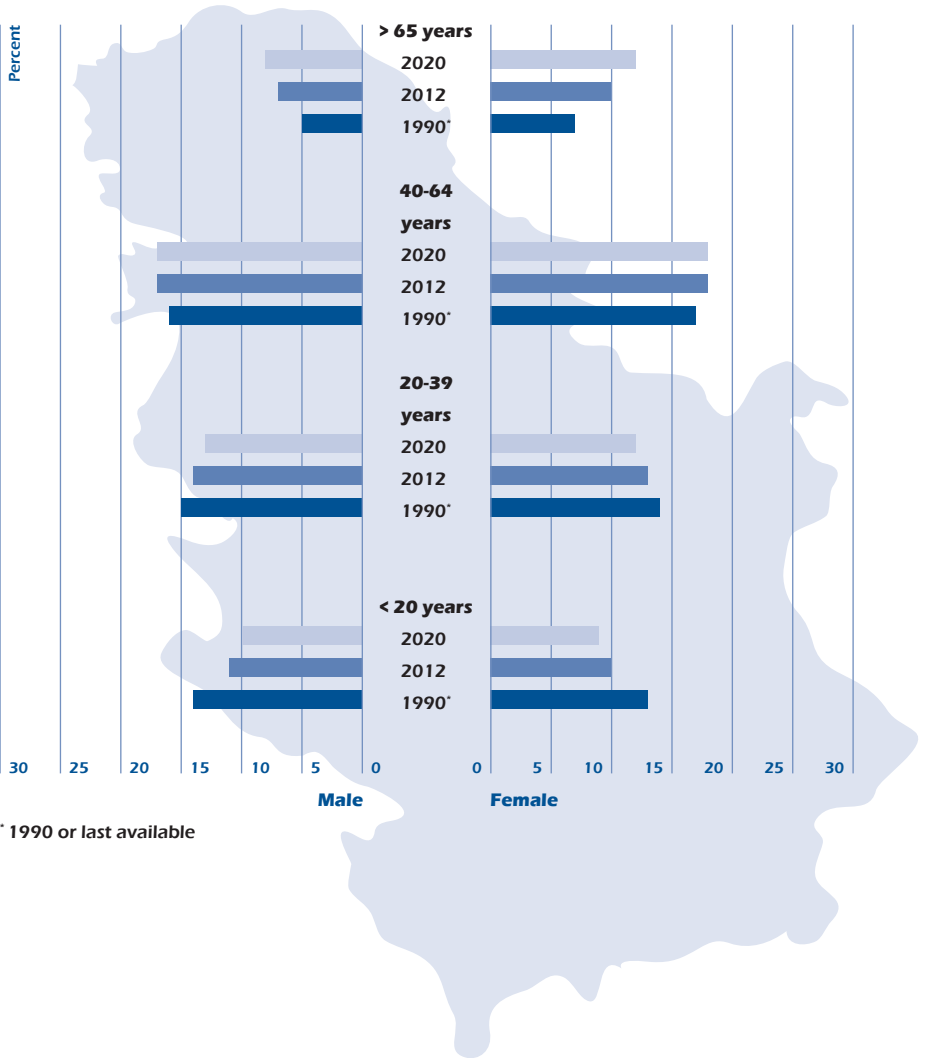 Percent
> 65 years
2020
2012
1990*
40-64
years
2020
2012
1990*
20-39
years
2020
2012
1990*
< 20 years
2020
2012
1990*
30 25 20 15 10 5 0 0 5 10 15 20 25 30
Male Female
* 1990 or last available